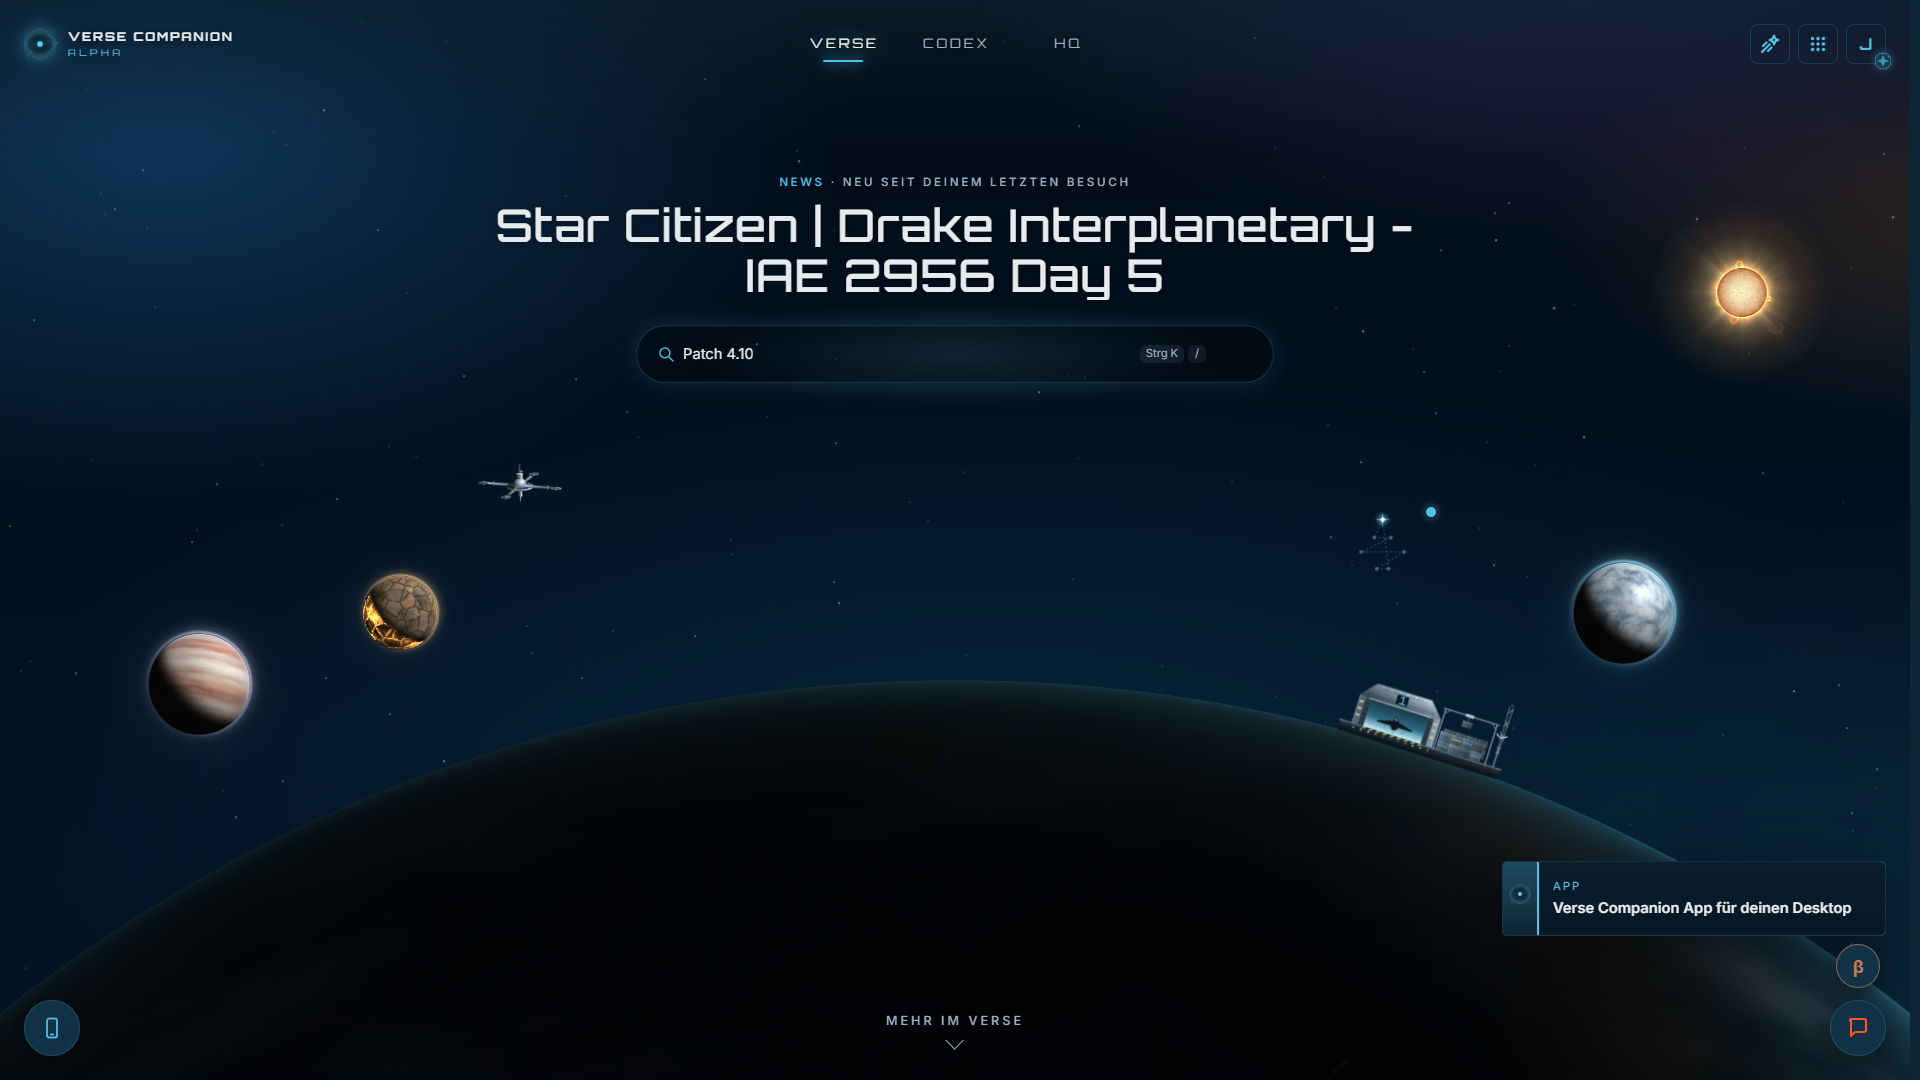 VERSE COMPANION
ALPHA
VERSE
CODEX
HQ
NEWS · NEU SEIT DEINEM LETZTEN BESUCH
Star Citizen | Drake Interplanetary -
IAE 2956 Day 5
Patch 4.10
Strg K /
1
APP
Verse Companion App für deinen Desktop
β
MEHR IM VERSE